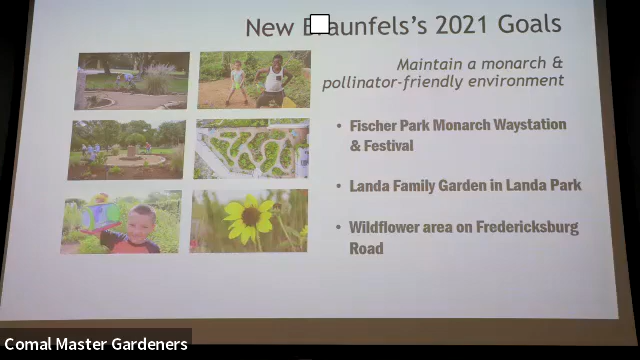 New Braunfels's 2021 Goals
Maintain a monarch &
pollinator-friendly environment
• Fischer Park Monarch Waystation
& Festival
• Landa Family Garden in Landa Park
• Wildflower area on Fredericksburg
Road
Comal Master Gardeners